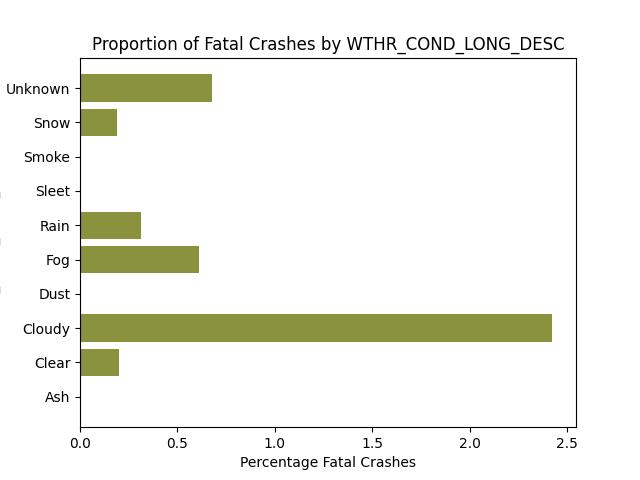 Proportion of Fatal Crashes by WTHR_COND_LONG_DESC
Unknown
Snow
Smoke
Sleet
Rain
Fog
Dust
Cloudy
Clear
Ash
0.0 0.5 1.0 1.5 2.0 2.5
Percentage Fatal Crashes